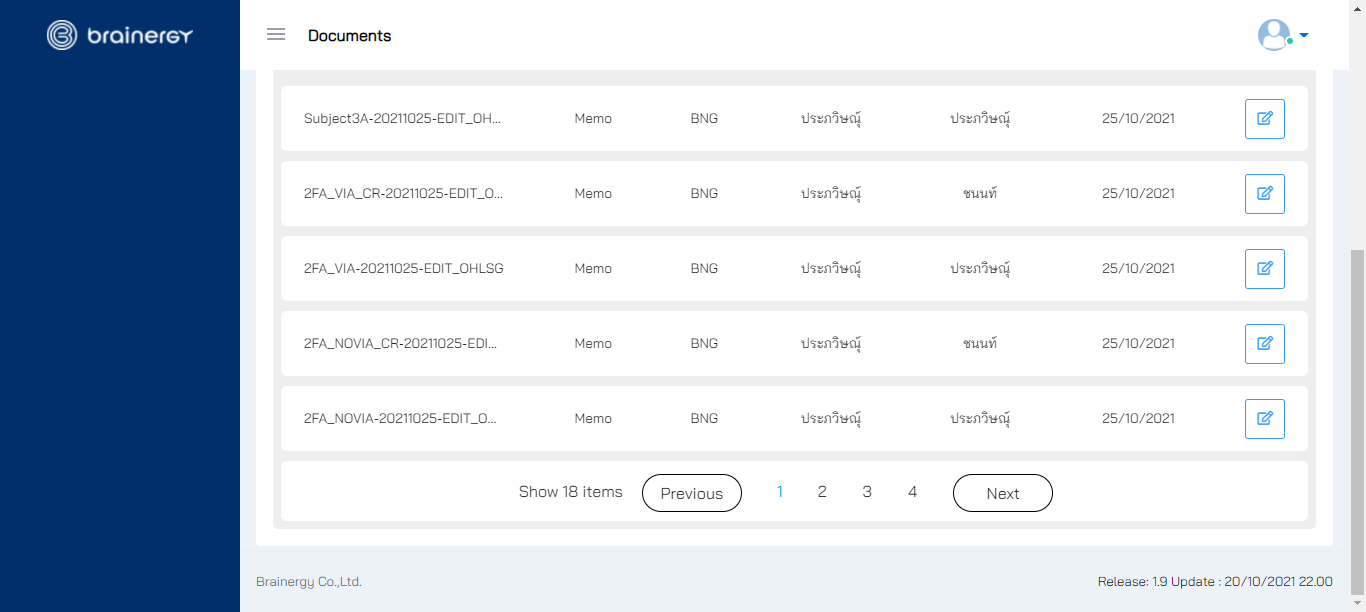 brainergy
Documents
Subject3A-20211025-EDIT_OH... Memo BNG ประภวิษณุ์ ประภวิษณุ์ 25/10/2021
2FA_VIA_CR-20211025-EDIT_O... Memo BNG ประภวิษณุ์ ชนนท์ 25/10/2021
2FA_VIA-20211025-EDIT_OHLSG Memo BNG ประภวิษณุ์ ประภวิษณุ์ 25/10/2021
2FA_NOVIA_CR-20211025-EDI... Memo BNG ประภวิษณุ์ ชนนท์ 25/10/2021
2FA_NOVIA-20211025-EDIT_O... Memo BNG ประภวิษณุ์ ประภวิษณุ์ 25/10/2021
Show 18 items Previous 1 2 3 4 Next
Brainergy Co.,Ltd. Release: 1.9 Update : 20/10/2021 22.00